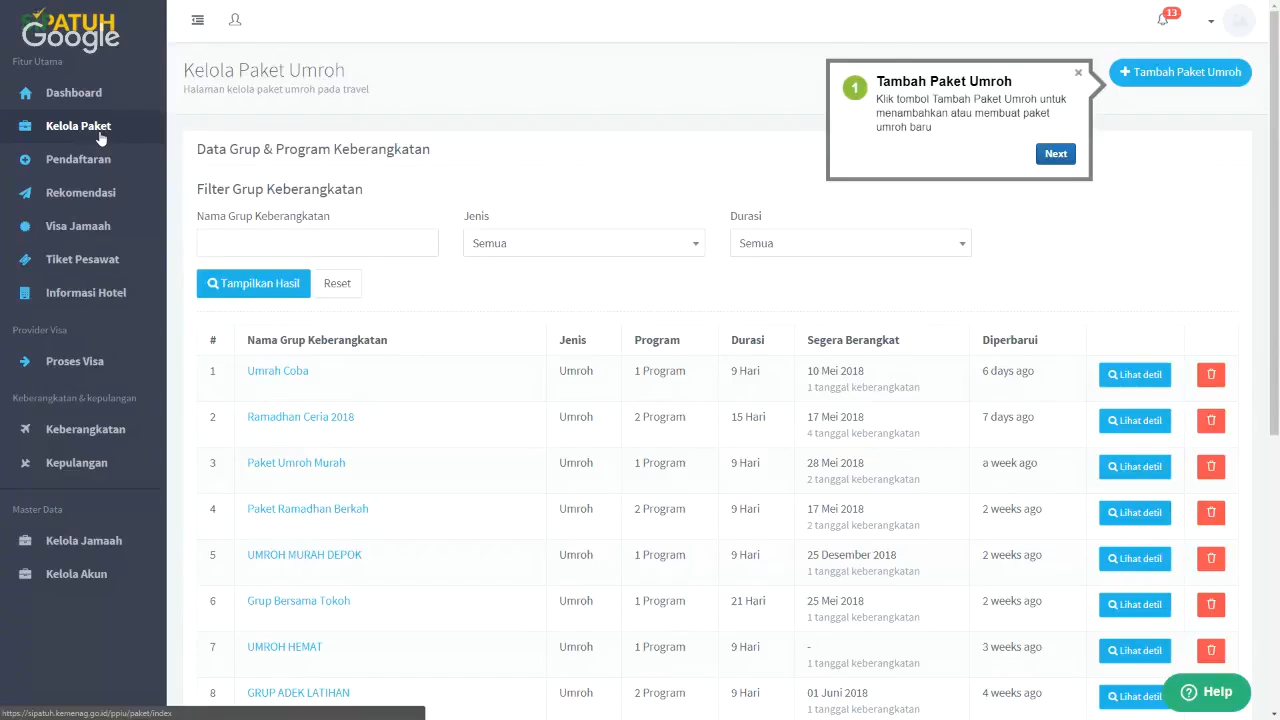 SIPATUH
Google
Fitur Utama
Dashboard
Kelola Paket
Pendaftaran
Rekomendasi
Visa Jamaah
Tiket Pesawat
Informasi Hotel
Provider Visa
Proses Visa
Keberangkatan & kepulangan
Keberangkatan
Kepulangan
Master Data
Kelola Jamaah
Kelola Akun
https://sipatuh.kemenag.go.id/ppiu/paket/index
13
Kelola Paket Umroh
Halaman kelola paket umroh pada travel
+ Tambah Paket Umroh
1 Tambah Paket Umroh ×
Klik tombol Tambah Paket Umroh untuk
menambahkan atau membuat paket
umroh baru
Next
Data Grup & Program Keberangkatan
Filter Grup Keberangkatan
Nama Grup Keberangkatan Jenis Durasi
Semua Semua
Tampilkan Hasil Reset
# Nama Grup Keberangkatan Jenis Program Durasi Segera Berangkat Diperbarui
1 Umrah Coba Umroh 1 Program 9 Hari 10 Mei 2018 6 days ago Lihat detil
1 tanggal keberangkatan
2 Ramadhan Ceria 2018 Umroh 2 Program 15 Hari 17 Mei 2018 7 days ago Lihat detil
4 tanggal keberangkatan
3 Paket Umroh Murah Umroh 1 Program 9 Hari 28 Mei 2018 a week ago Lihat detil
2 tanggal keberangkatan
4 Paket Ramadhan Berkah Umroh 2 Program 9 Hari 17 Mei 2018 2 weeks ago Lihat detil
2 tanggal keberangkatan
5 UMROH MURAH DEPOK Umroh 1 Program 9 Hari 25 Desember 2018 2 weeks ago Lihat detil
1 tanggal keberangkatan
6 Grup Bersama Tokoh Umroh 1 Program 21 Hari 25 Mei 2018 2 weeks ago Lihat detil
1 tanggal keberangkatan
7 UMROH HEMAT Umroh 1 Program 9 Hari - 3 weeks ago Lihat detil
1 tanggal keberangkatan
8 GRUP ADEK LATIHAN Umroh 2 Program 9 Hari 01 Juni 2018 4 weeks ago Lihat detil
1 tanggal keberangkatan
Help